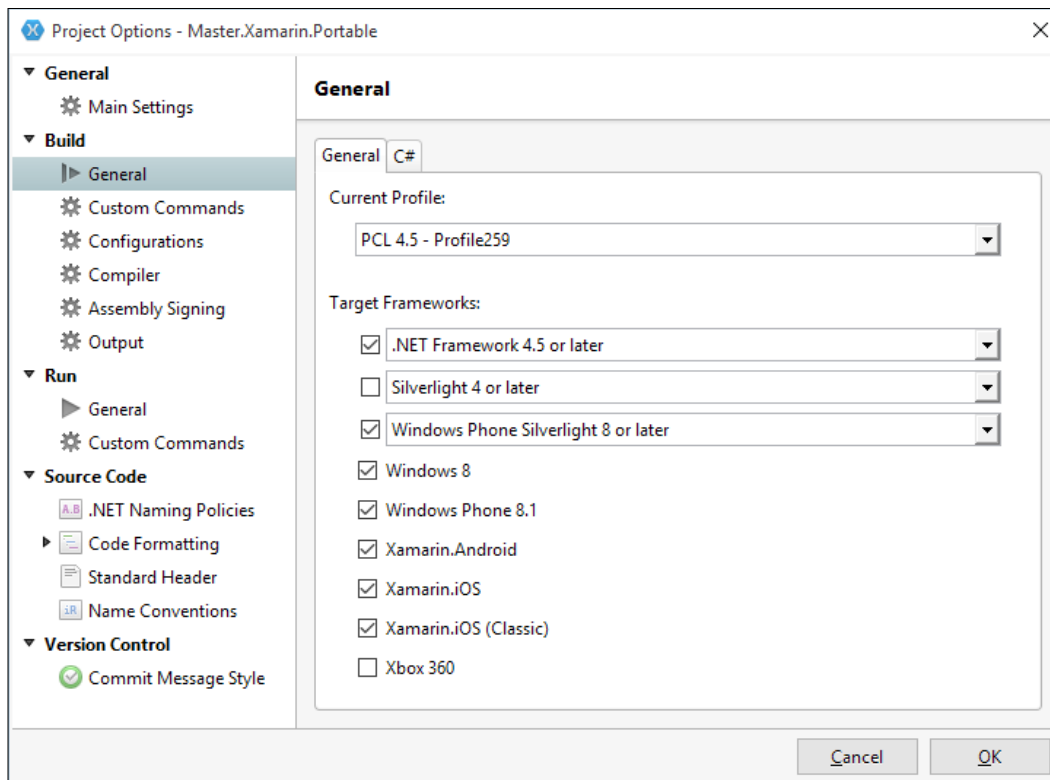 Project Options - Master.Xamarin.Portable
General
Main Settings
Build
General
Custom Commands
Configurations
Compiler
Assembly Signing
Output
Run
General
Custom Commands
Source Code
A.B .NET Naming Policies
Code Formatting
Standard Header
iR Name Conventions
Version Control
Commit Message Style
General
General C#
Current Profile:
PCL 4.5 - Profile259
Target Frameworks:
.NET Framework 4.5 or later
Silverlight 4 or later
Windows Phone Silverlight 8 or later
Windows 8
Windows Phone 8.1
Xamarin.Android
Xamarin.iOS
Xamarin.iOS (Classic)
Xbox 360
Cancel OK